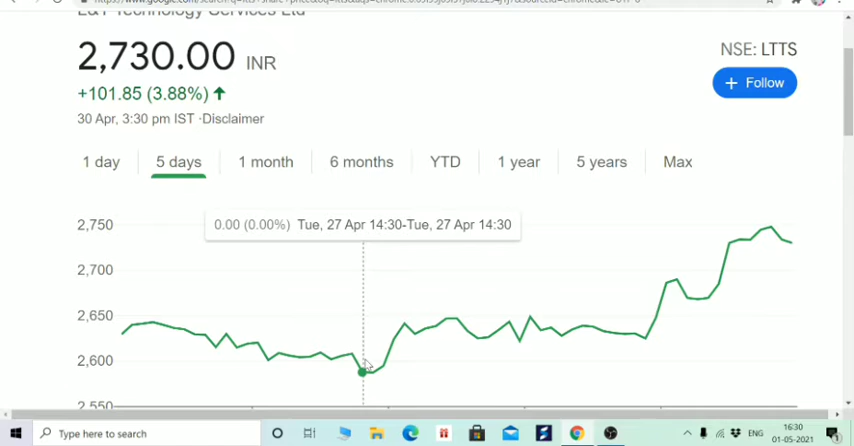 L&T Technology Services Ltd
2,730.00 INR
NSE: LTTS
+ Follow
+101.85 (3.88%) ↑
30 Apr, 3:30 pm IST ·Disclaimer
1 day
5 days
1 month
6 months
YTD
1 year
5 years
Max
0.00 (0.00%) Tue, 27 Apr 14:30-Tue, 27 Apr 14:30
2,750
2,700
2,650
2,600
2,550
Type here to search
ENG
16:30
01-05-2021